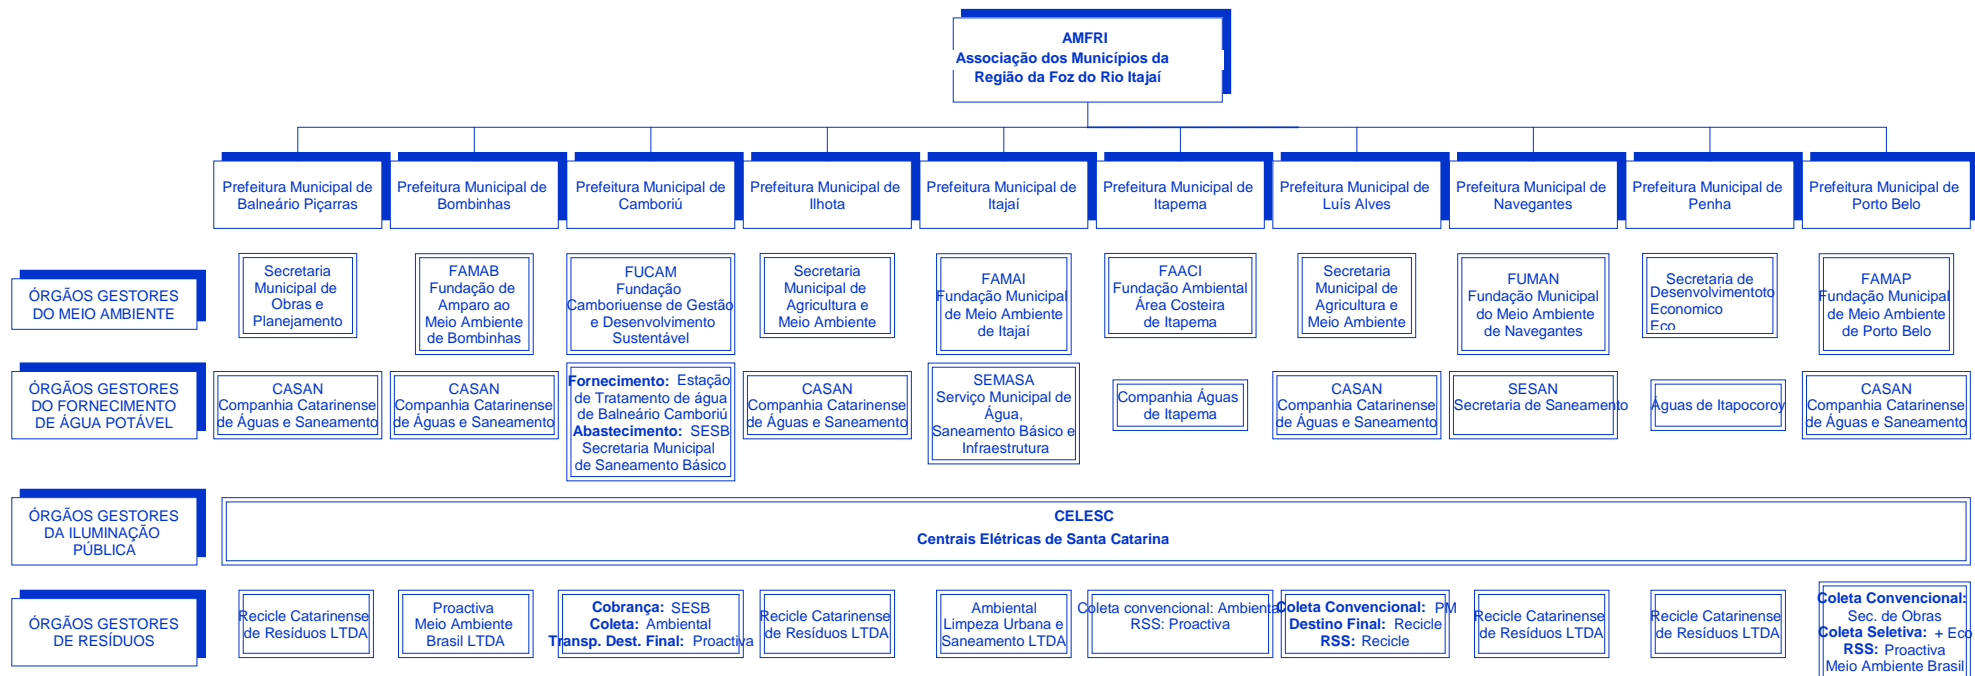 AMFRI
Associação dos Municípios da
Região da Foz do Rio Itajaí
Prefeitura Municipal de
Balneário Piçarras
Prefeitura Municipal de
Bombinhas
Prefeitura Municipal de
Camboriú
Prefeitura Municipal de
Ilhota
Prefeitura Municipal de
Itajaí
Prefeitura Municipal de
Itapema
Prefeitura Municipal de
Luís Alves
Prefeitura Municipal de
Navegantes
Prefeitura Municipal de
Penha
Prefeitura Municipal de
Porto Belo
ÓRGÃOS GESTORES
DO MEIO AMBIENTE
Secretaria
Municipal de
Obras e
Planejamento
FAMAB
Fundação de
Amparo ao
Meio Ambiente
de Bombinhas
FUCAM
Fundação
Camboriuense de Gestão
e Desenvolvimento
Sustentável
Secretaria
Municipal de
Agricultura e
Meio Ambiente
FAMAI
Fundação Municipal
de Meio Ambiente
de Itajaí
FAACI
Fundação Ambiental
Área Costeira
de Itapema
Secretaria
Municipal de
Agricultura e
Meio Ambiente
FUMAN
Fundação Municipal
do Meio Ambiente
de Navegantes
Secretaria de
Desenvolvimentoto
Economico
Eco
FAMAP
Fundação Municipal
de Meio Ambiente
de Porto Belo
ÓRGÃOS GESTORES
DO FORNECIMENTO
DE ÁGUA POTÁVEL
CASAN
Companhia Catarinense
de Águas e Saneamento
CASAN
Companhia Catarinense
de Águas e Saneamento
Fornecimento: Estação
de Tratamento de água
de Balneário Camboriú
Abastecimento: SESB
Secretaria Municipal
de Saneamento Básico
CASAN
Companhia Catarinense
de Águas e Saneamento
SEMASA
Serviço Municipal de
Água,
Saneamento Básico e
Infraestrutura
Companhia Águas
de Itapema
CASAN
Companhia Catarinense
de Águas e Saneamento
SESAN
Secretaria de Saneamento
Águas de Itapocoroy
CASAN
Companhia Catarinense
de Águas e Saneamento
ÓRGÃOS GESTORES
DA ILUMINAÇÃO
PÚBLICA
CELESC
Centrais Elétricas de Santa Catarina
ÓRGÃOS GESTORES
DE RESÍDUOS
Recicle Catarinense
de Resíduos LTDA
Proactiva
Meio Ambiente
Brasil LTDA
Cobrança: SESB
Coleta: Ambiental
Transp. Dest. Final: Proactiva
Recicle Catarinense
de Resíduos LTDA
Ambiental
Limpeza Urbana e
Saneamento LTDA
Coleta convencional: Ambiental
RSS: Proactiva
Coleta Convencional: PM
Destino Final: Recicle
RSS: Recicle
Recicle Catarinense
de Resíduos LTDA
Recicle Catarinense
de Resíduos LTDA
Coleta Convencional:
Sec. de Obras
Coleta Seletiva: + Eco
RSS: Proactiva
Meio Ambiente Brasil